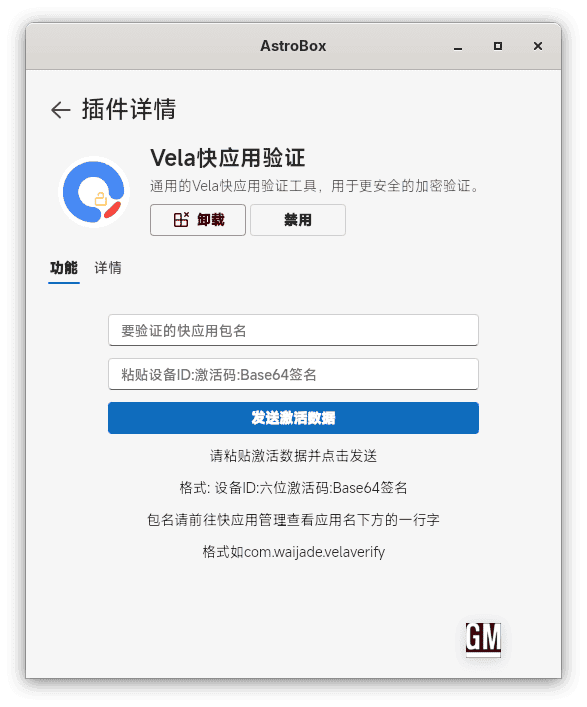 AstroBox
插件详情
Vela快应用验证
通用的Vela快应用验证工具，用于更安全的加密验证。
卸载
禁用
功能
详情
要验证的快应用包名
粘贴设备ID:激活码:Base64签名
发送激活数据
请粘贴激活数据并点击发送
格式: 设备ID:六位激活码:Base64签名
包名请前往快应用管理查看应用名下方的一行字
格式如com.waijade.velaverify
GM